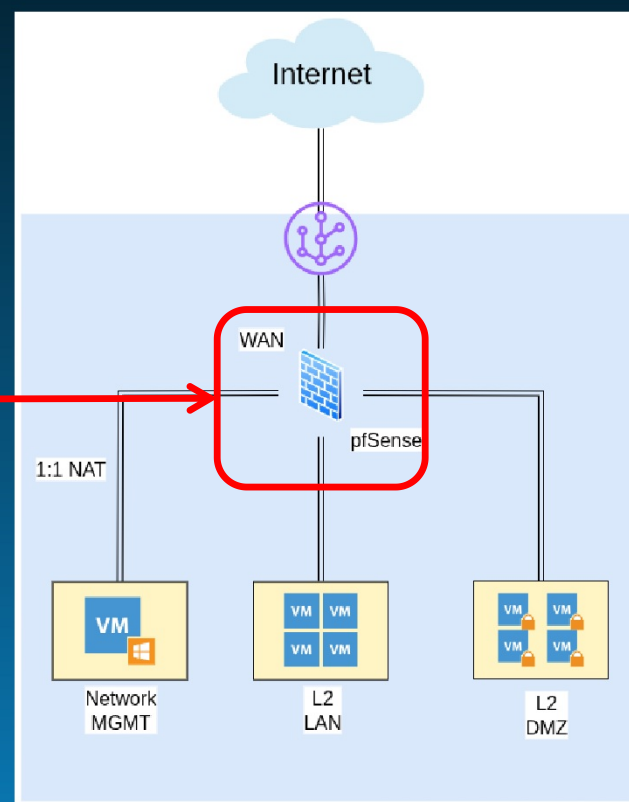 Internet
WAN
pfSense
1:1 NAT
VM
VM VM
VM VM
VM VM
VM VM
Network
MGMT
L2
LAN
L2
DMZ